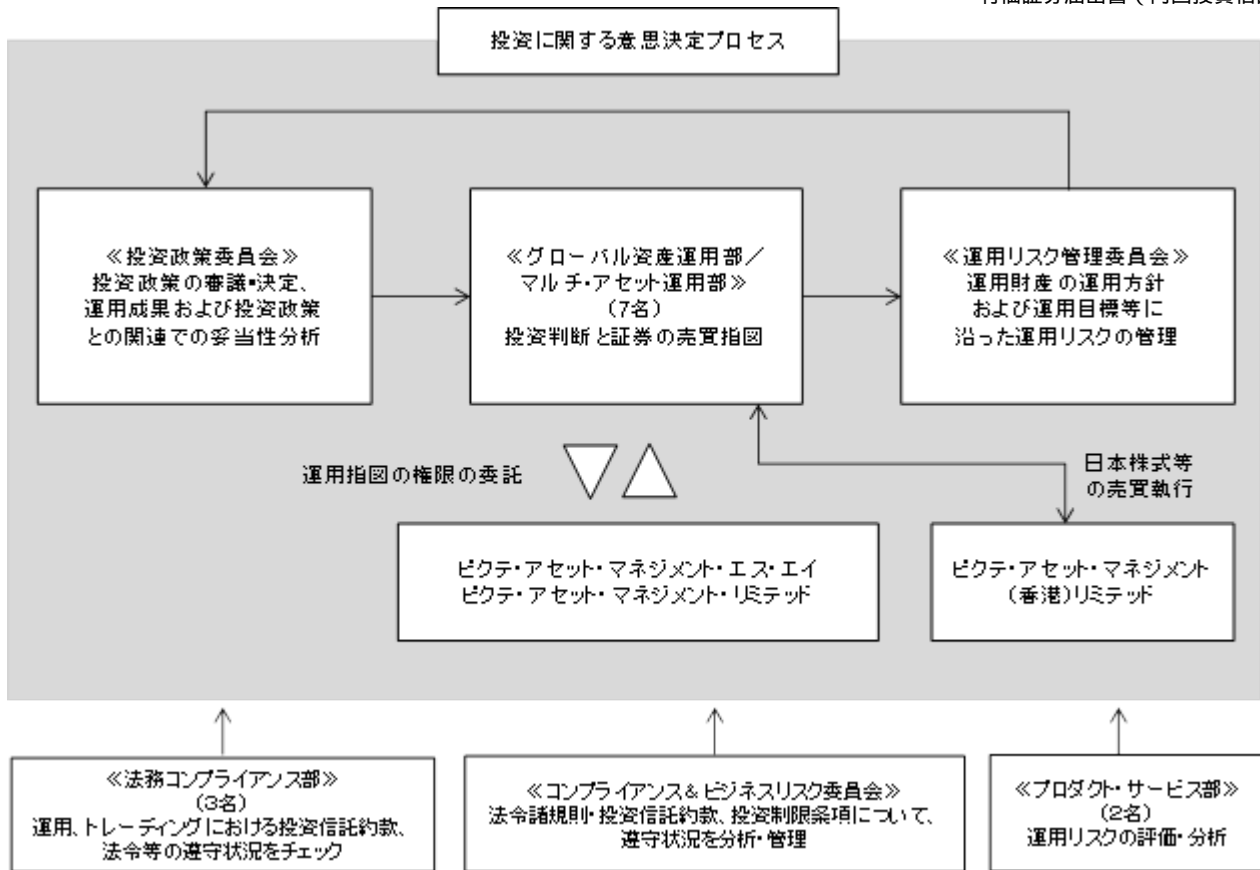 投資に関する意思決定プロセス
≪投資政策委員会≫
投資政策の審議・決定、
運用成果および投資政策
との関連での妥当性分析
≪グローバル資産運用部／
マルチ・アセット運用部≫
(7名)
投資判断と証券の売買指図
≪運用リスク管理委員会≫
運用財産の運用方針
および運用目標等に
沿った運用リスクの管理
運用指図の権限の委託
日本株式等
の売買執行
ピクテ・アセット・マネジメント・エス・エイ
ピクテ・アセット・マネジメント・リミテッド
ピクテ・アセット・マネジメント
(香港)リミテッド
≪法務コンプライアンス部≫
(3名)
運用、トレーディングにおける投資信託約款、
法令等の遵守状況をチェック
≪コンプライアンス&ビジネスリスク委員会≫
法令諸規則・投資信託約款、投資制限条項について、
遵守状況を分析・管理
≪プロダクト・サービス部≫
(2名)
運用リスクの評価・分析